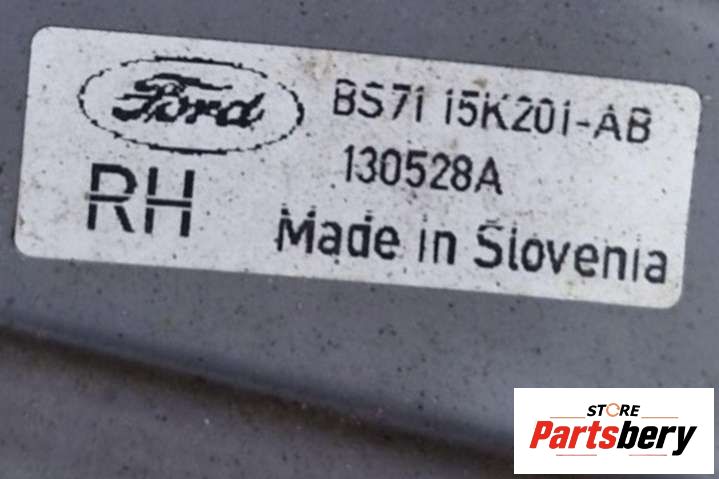 Ford
BS71 15K201-AB
130528A
RH
Made in Slovenia
STORE
Partsbery